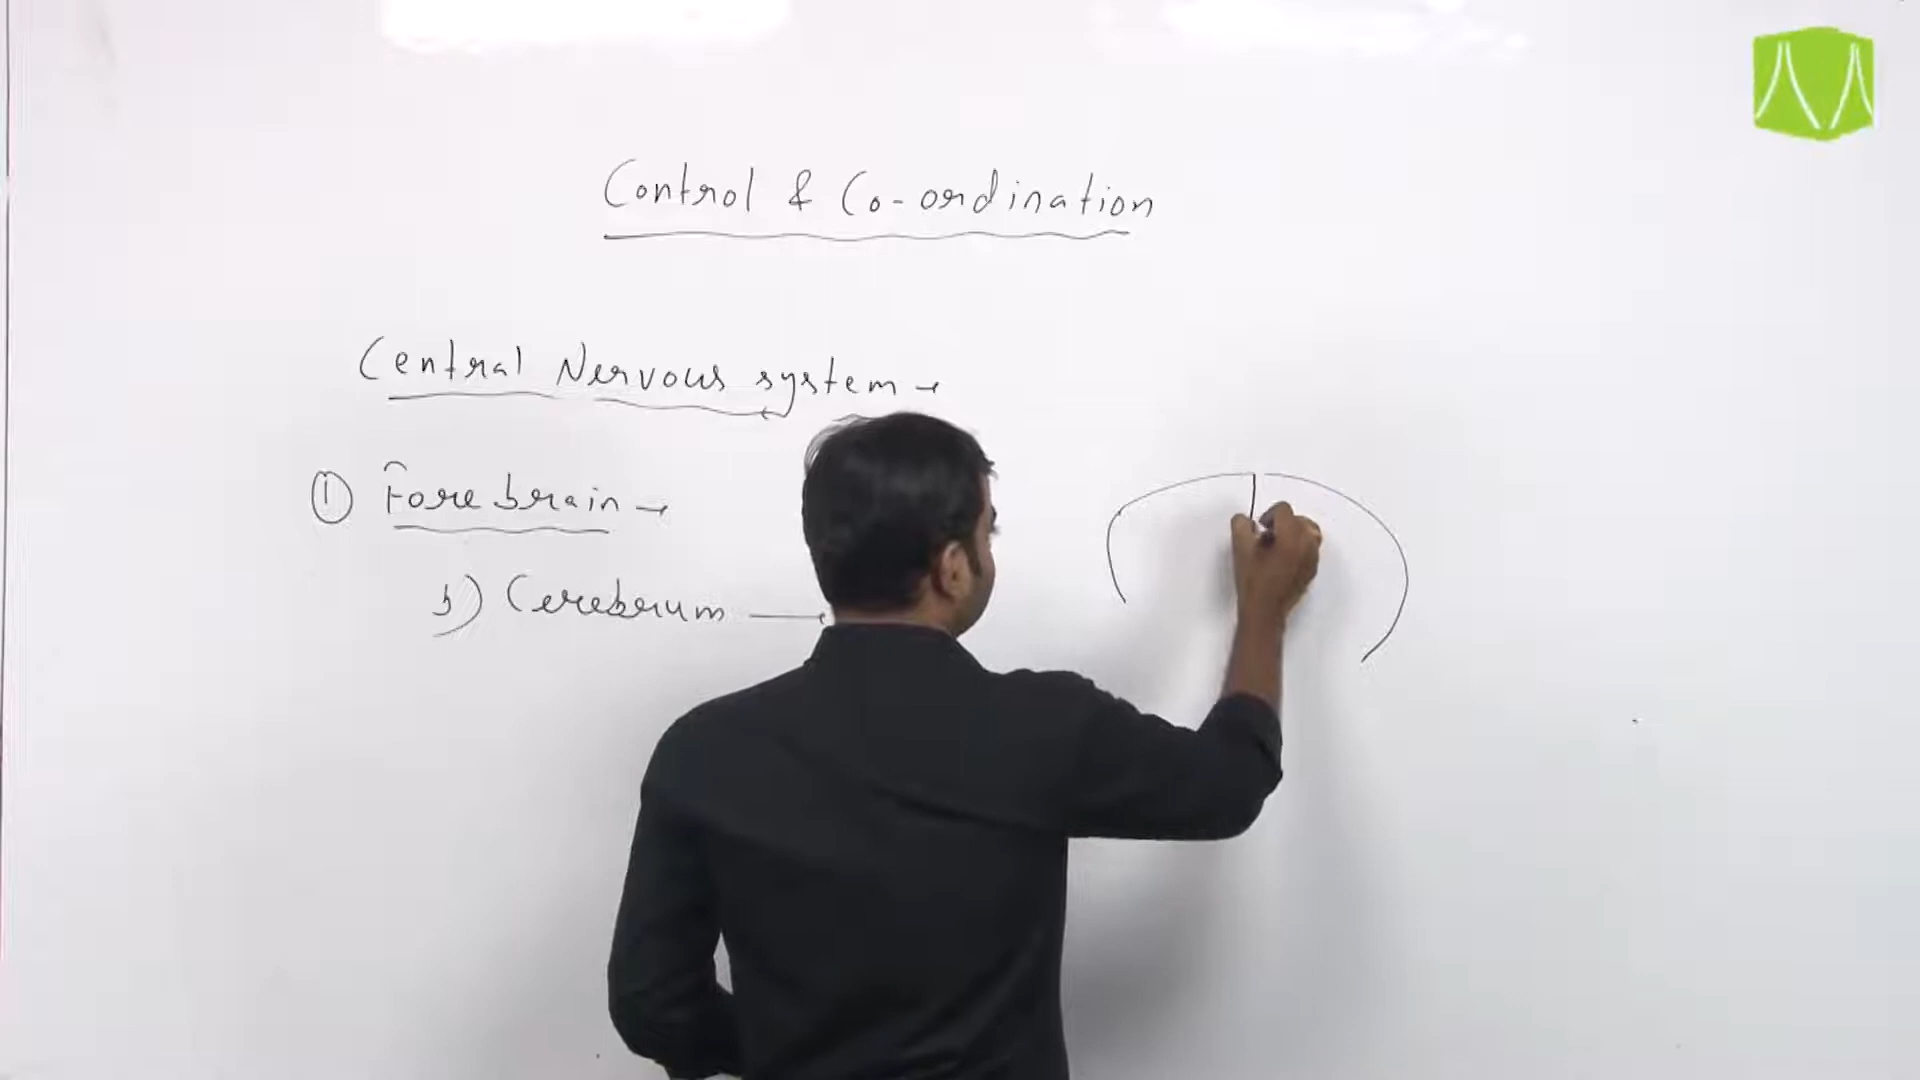 Control & Co-ordination
Central Nervous system →
① Forebrain →
b) Cerebrum →